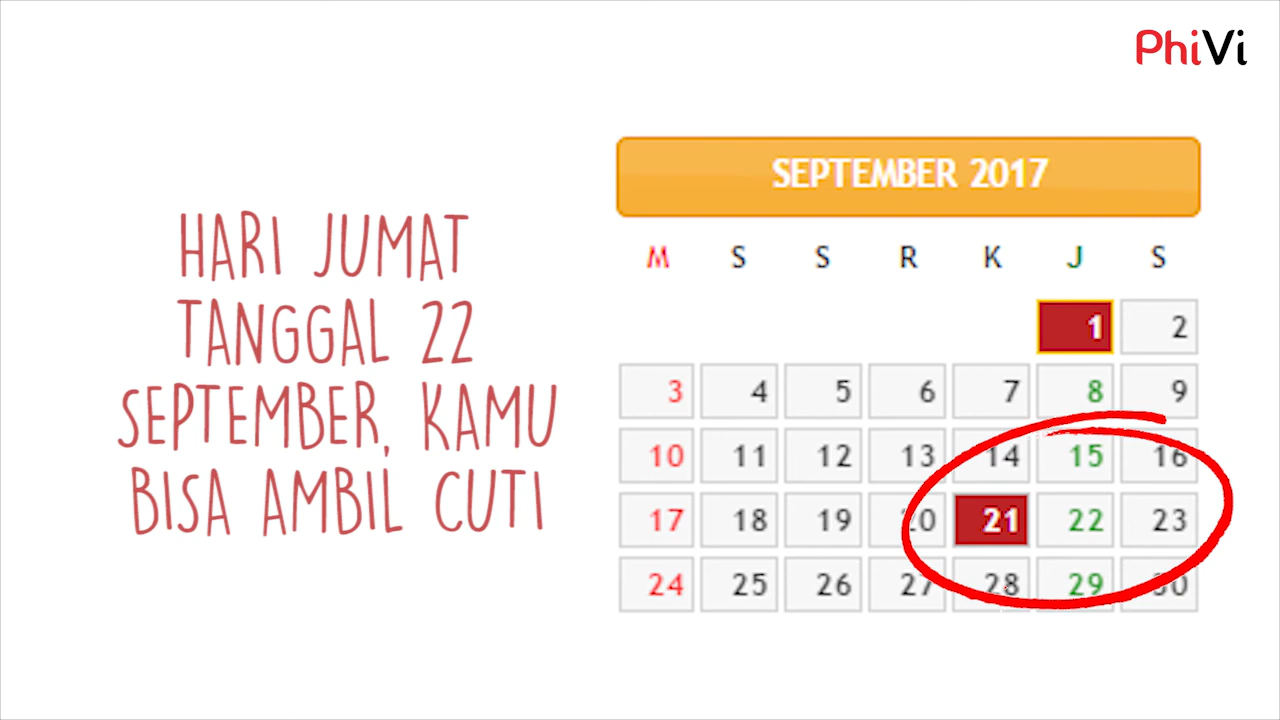 PhiVi
HARI JUMAT
TANGGAL 22
SEPTEMBER, KAMU
BISA AMBIL CUTI
SEPTEMBER 2017
M S S R K J S
1 2
3 4 5 6 7 8 9
10 11 12 13 14 15 16
17 18 19 20 21 22 23
24 25 26 27 28 29 30